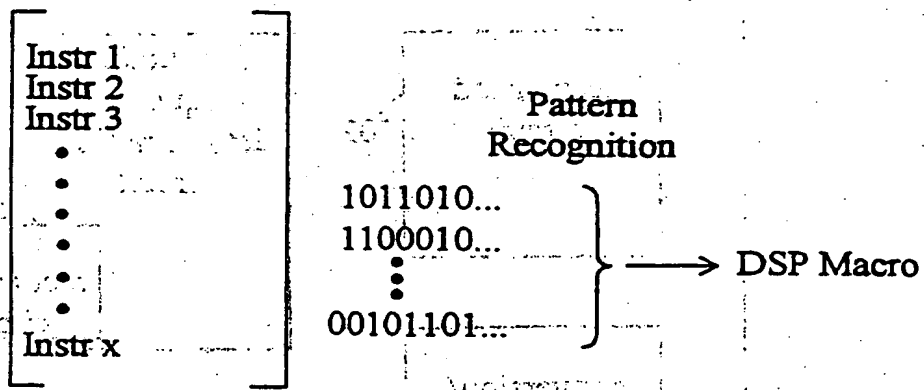 Instr 1
Instr 2
Instr 3
Instr x
Pattern
Recognition
1011010...
1100010...
00101101...
DSP Macro